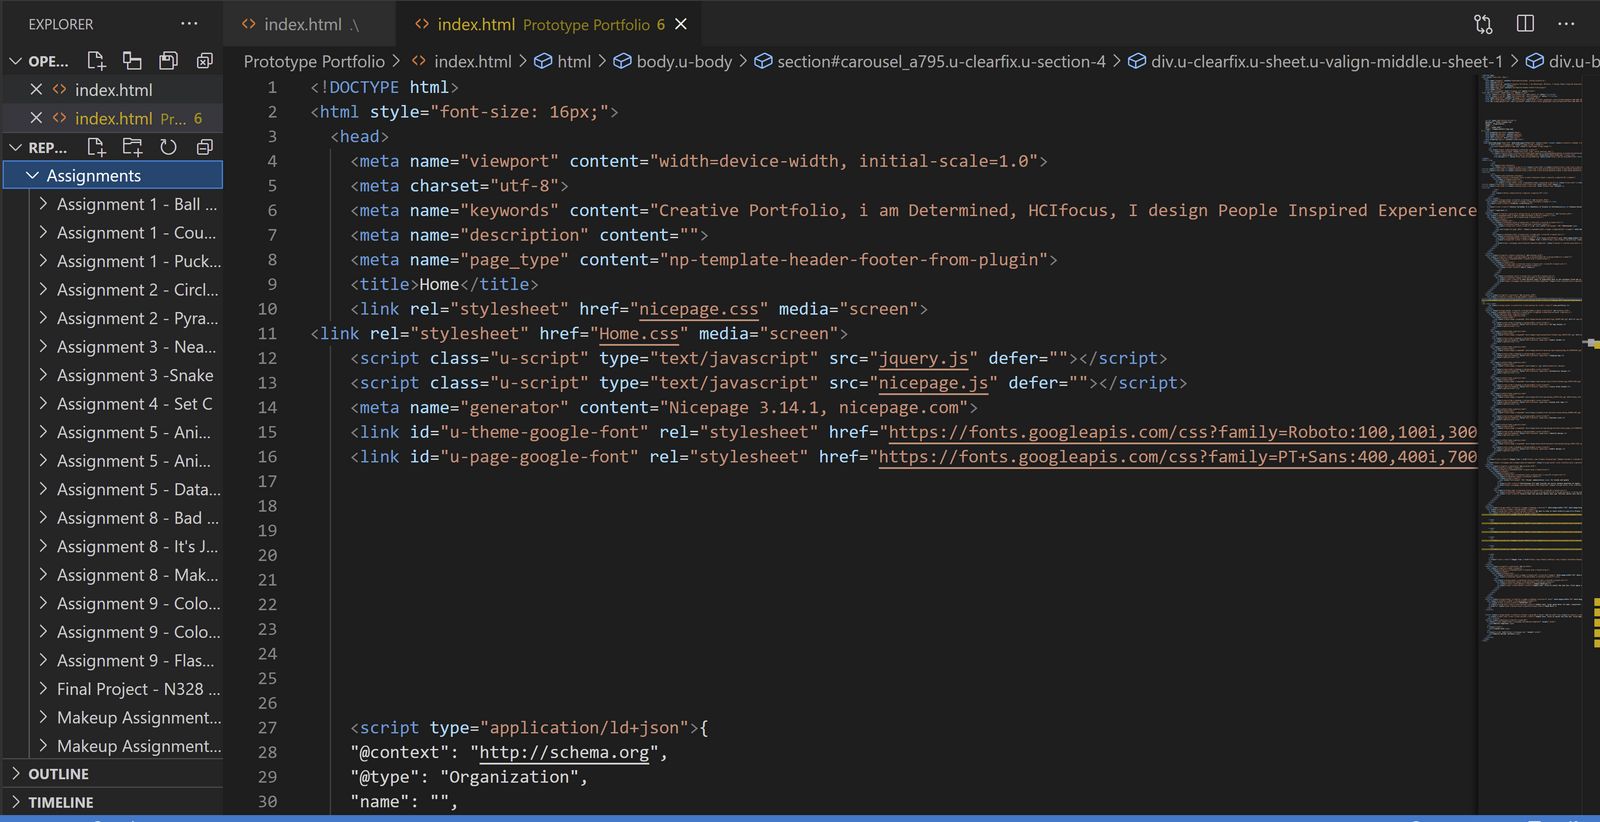 EXPLORER
OPE...
index.html
index.html Pr... 6
REP...
Assignments
Assignment 1 - Ball ...
Assignment 1 - Cou...
Assignment 1 - Puck...
Assignment 2 - Circl...
Assignment 2 - Pyra...
Assignment 3 - Nea...
Assignment 3 -Snake
Assignment 4 - Set C
Assignment 5 - Ani...
Assignment 5 - Ani...
Assignment 5 - Data...
Assignment 8 - Bad ...
Assignment 8 - It's J...
Assignment 8 - Mak...
Assignment 9 - Colo...
Assignment 9 - Colo...
Assignment 9 - Flas...
Final Project - N328 ...
Makeup Assignment...
Makeup Assignment...
OUTLINE
TIMELINE
index.html .\
index.html Prototype Portfolio 6
Prototype Portfolio > index.html > html > body.u-body > section#carousel_a795.u-clearfix.u-section-4 > div.u-clearfix.u-sheet.u-valign-middle.u-sheet-1 > div.u-b
1 <!DOCTYPE html>
2 <html style="font-size: 16px;">
3 <head>
4 <meta name="viewport" content="width=device-width, initial-scale=1.0">
5 <meta charset="utf-8">
6 <meta name="keywords" content="Creative Portfolio, i am Determined, HCIfocus, I design People Inspired Experience
7 <meta name="description" content="">
8 <meta name="page_type" content="np-template-header-footer-from-plugin">
9 <title>Home</title>
10 <link rel="stylesheet" href="nicepage.css" media="screen">
11 <link rel="stylesheet" href="Home.css" media="screen">
12 <script class="u-script" type="text/javascript" src="jquery.js" defer=""></script>
13 <script class="u-script" type="text/javascript" src="nicepage.js" defer=""></script>
14 <meta name="generator" content="Nicepage 3.14.1, nicepage.com">
15 <link id="u-theme-google-font" rel="stylesheet" href="https://fonts.googleapis.com/css?family=Roboto:100,100i,300
16 <link id="u-page-google-font" rel="stylesheet" href="https://fonts.googleapis.com/css?family=PT+Sans:400,400i,700
17
18
19
20
21
22
23
24
25
26
27 <script type="application/ld+json">{
28 "@context": "http://schema.org",
29 "@type": "Organization",
30 "name": "",